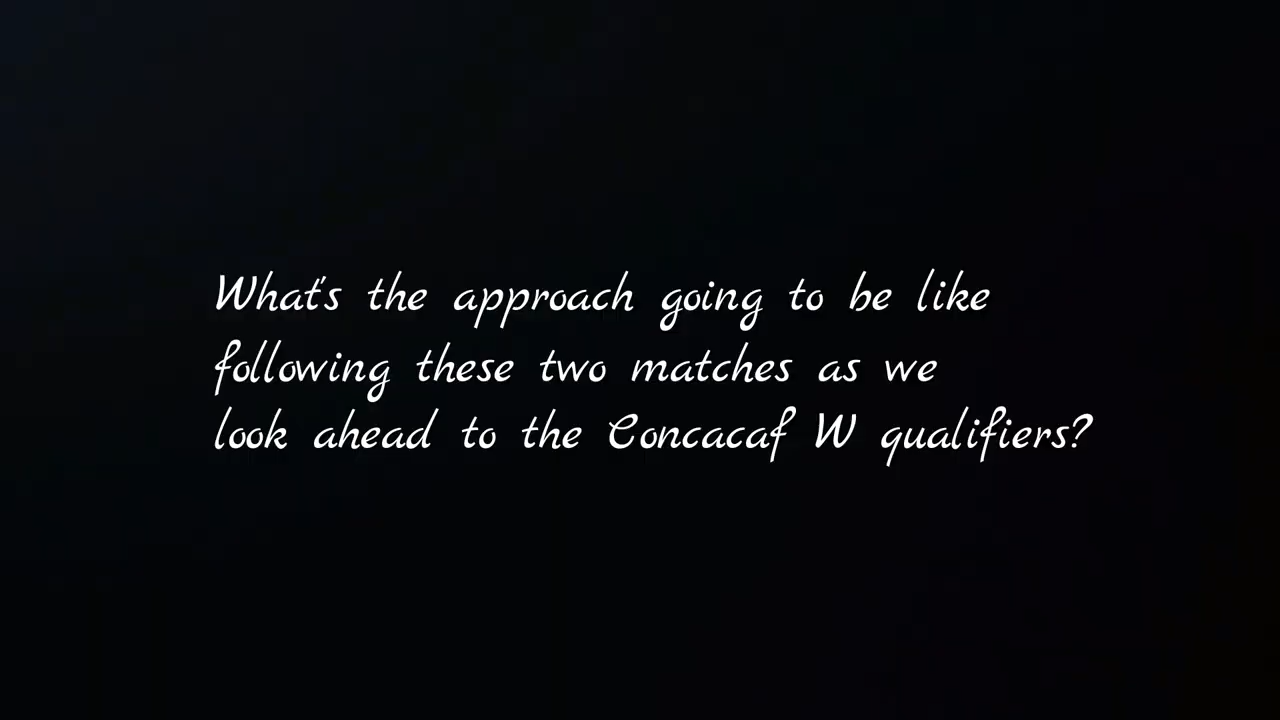 What's the approach going to be like
following these two matches as we
look ahead to the Concacaf W qualifiers?